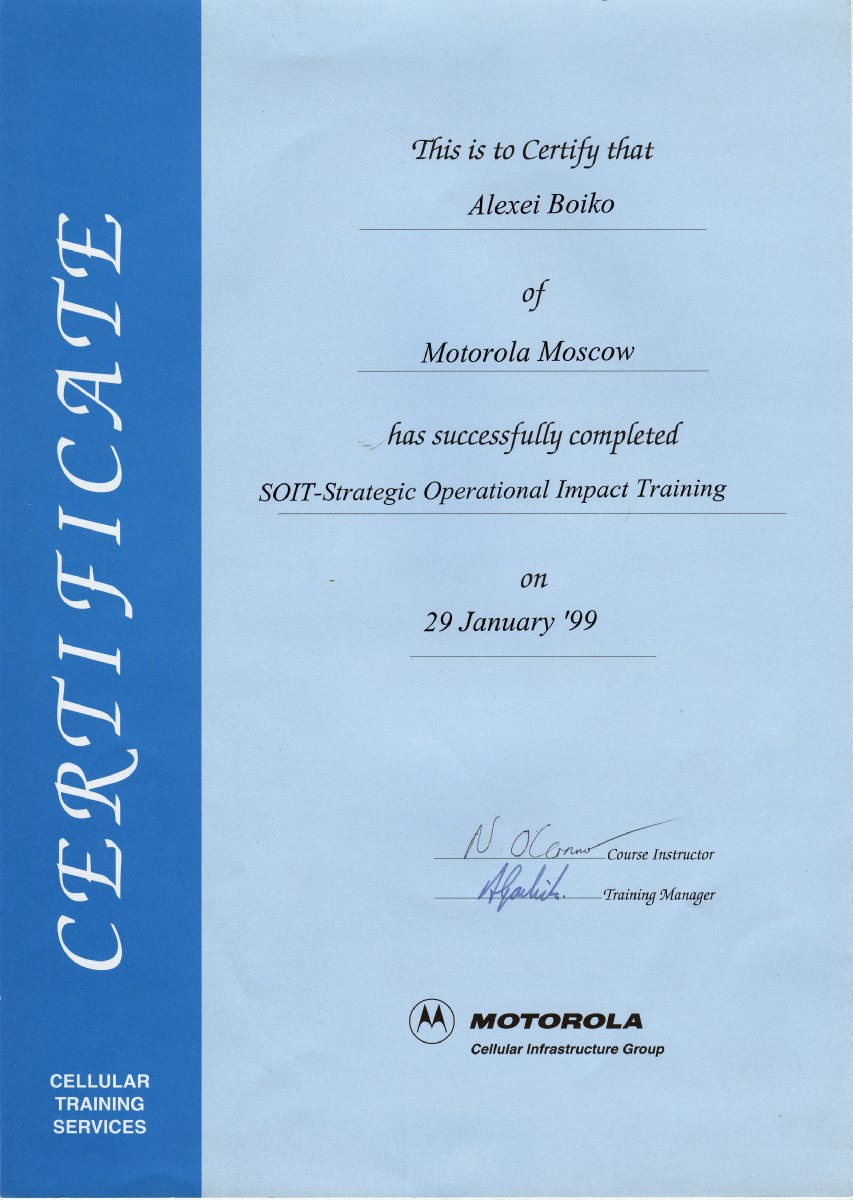 CERTIFICATE
CELLULAR
TRAINING
SERVICES
This is to Certify that
Alexei Boiko
of
Motorola Moscow
has successfully completed
SOIT-Strategic Operational Impact Training
on
29 January '99
N. O'Connor Course Instructor
Training Manager
MOTOROLA
Cellular Infrastructure Group